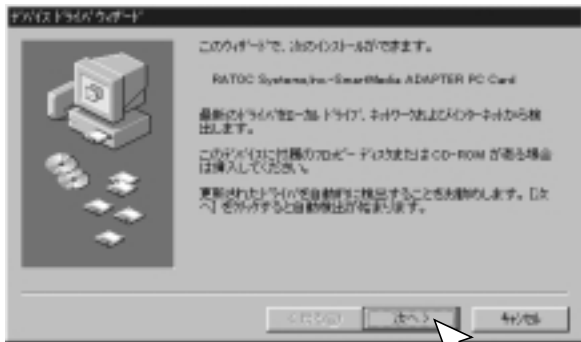 デバイス ドライバ ウィザード
このウィザードで、次のインストールができます。
RATOC Systems,Inc-SmartMedia ADAPTER PC Card
最新のドライバをローカル ドライブ、ネットワークおよびインターネットから検
出します。
このデバイスに付属のフロッピー ディスクまたは CD-ROM がある場合
は挿入してください。
更新されたドライバを自動的に検出することをお勧めします。[次
へ] をクリックすると自動検出が始まります。
< 戻る(B)
次へ >
キャンセル